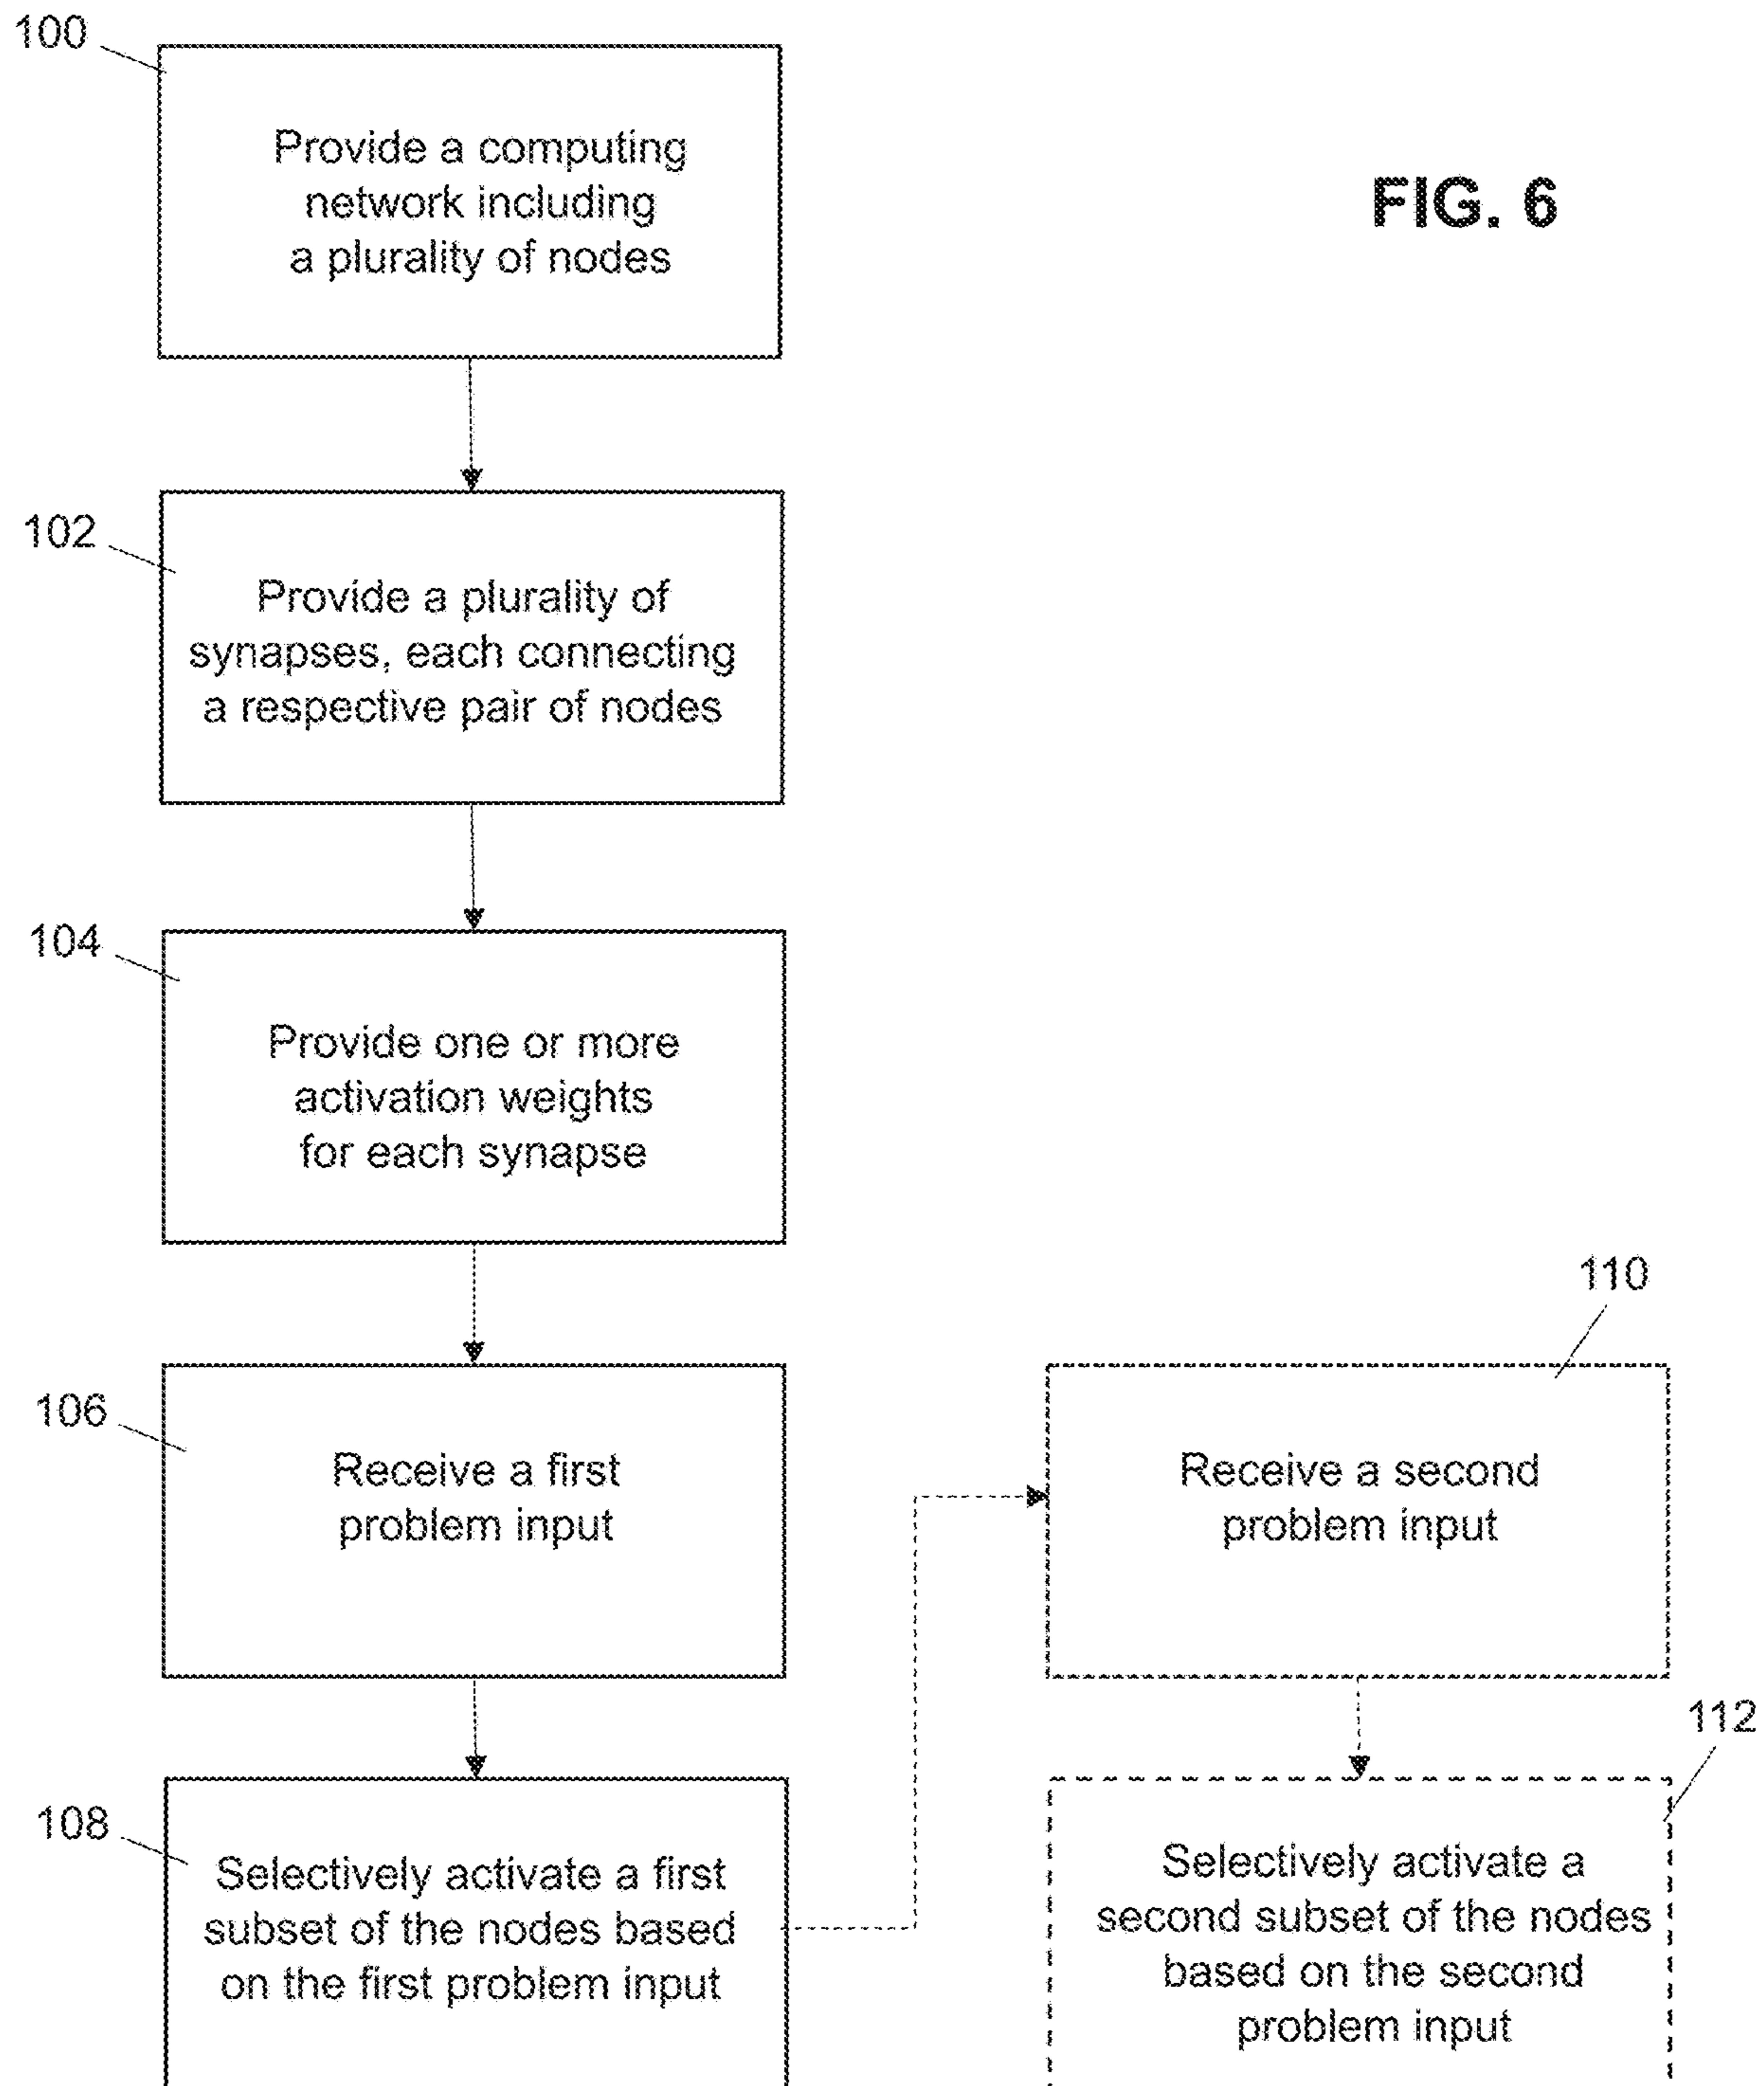 100
Provide a computing
network including
a plurality of nodes
FIG. 6
102
Provide a plurality of
synapses, each connecting
a respective pair of nodes
104
Provide one or more
activation weights
for each synapse
106
Receive a first
problem input
108
Selectively activate a first
subset of the nodes based
on the first problem input
110
Receive a second
problem input
112
Selectively activate a
second subset of the nodes
based on the second
problem input